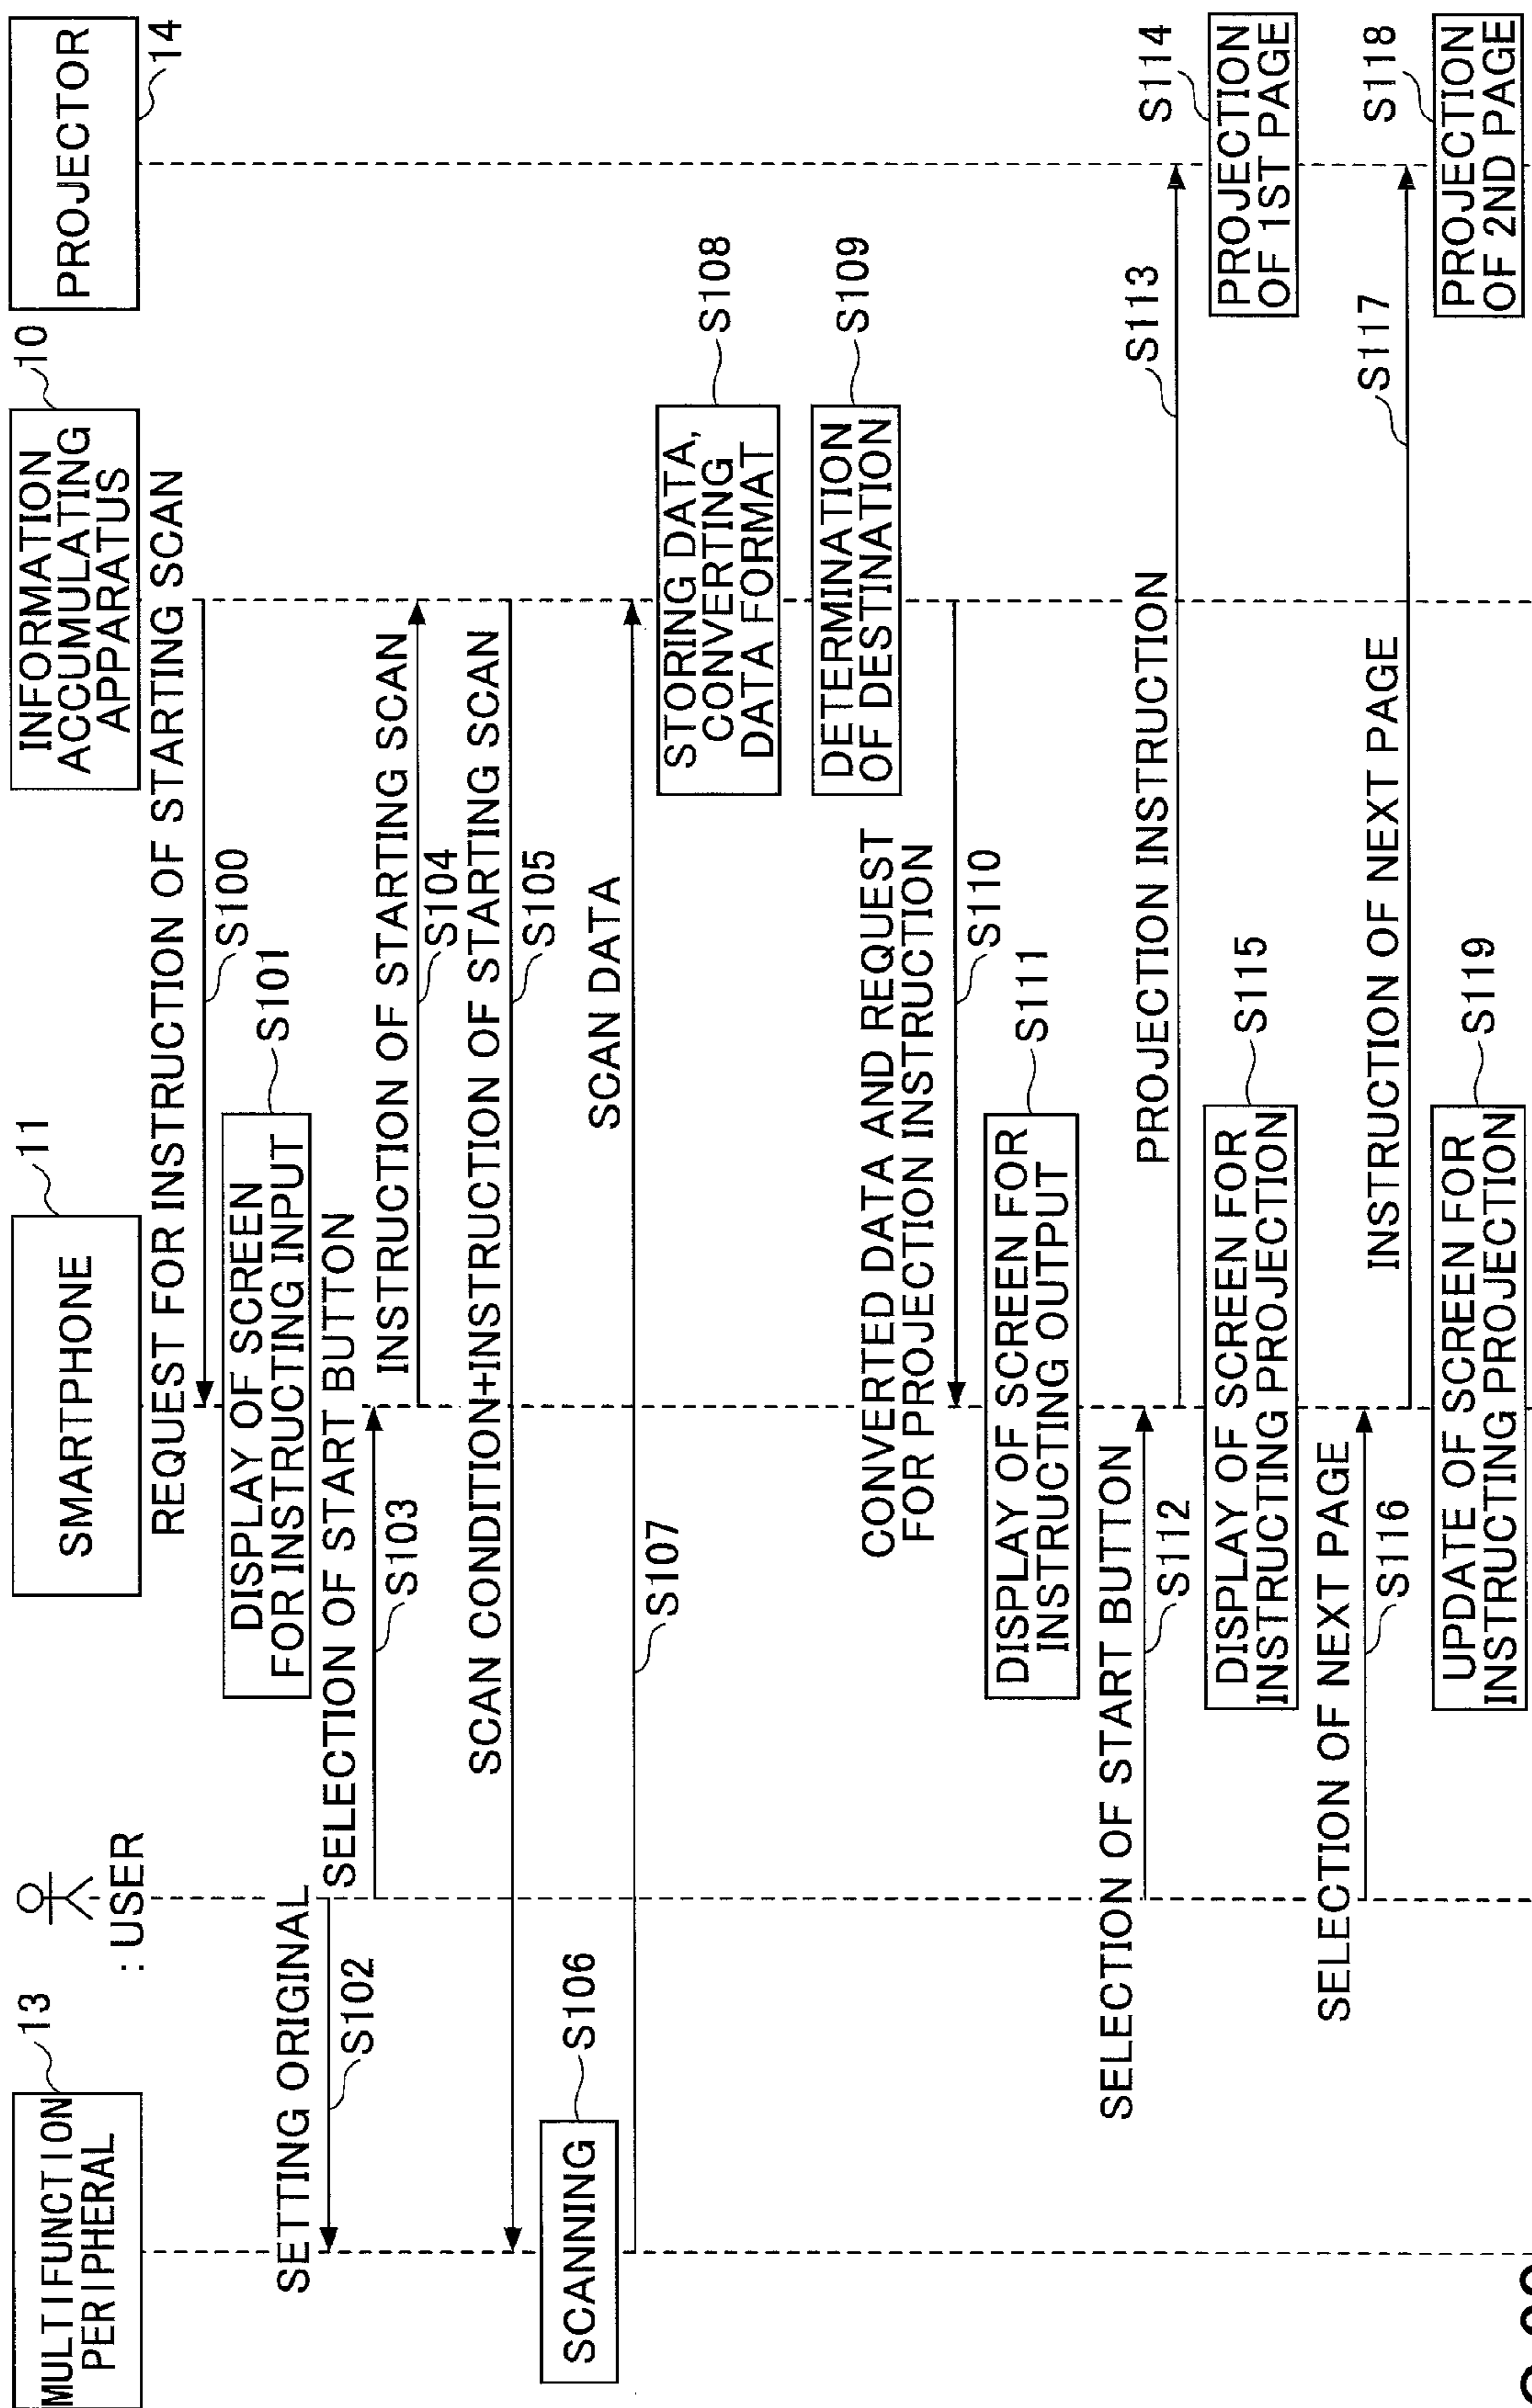 MULTIFUNCTION
PERIPHERAL
13
: USER
SMARTPHONE
11
INFORMATION
ACCUMULATING
APPARATUS
10
PROJECTOR
14
REQUEST FOR INSTRUCTION OF STARTING SCAN
S100
DISPLAY OF SCREEN
FOR INSTRUCTING INPUT
S101
SETTING ORIGINAL
S102
SELECTION OF START BUTTON
S103
INSTRUCTION OF STARTING SCAN
S104
SCAN CONDITION+INSTRUCTION OF STARTING SCAN
S105
SCANNING
S106
SCAN DATA
S107
STORING DATA,
CONVERTING
DATA FORMAT
S108
DETERMINATION
OF DESTINATION
S109
CONVERTED DATA AND REQUEST
FOR PROJECTION INSTRUCTION
S110
DISPLAY OF SCREEN FOR
INSTRUCTING OUTPUT
S111
SELECTION OF START BUTTON
S112
PROJECTION INSTRUCTION
S113
PROJECTION
OF 1ST PAGE
S114
DISPLAY OF SCREEN FOR
INSTRUCTING PROJECTION
S115
SELECTION OF NEXT PAGE
S116
INSTRUCTION OF NEXT PAGE
S117
PROJECTION
OF 2ND PAGE
S118
UPDATE OF SCREEN FOR
INSTRUCTING PROJECTION
S119